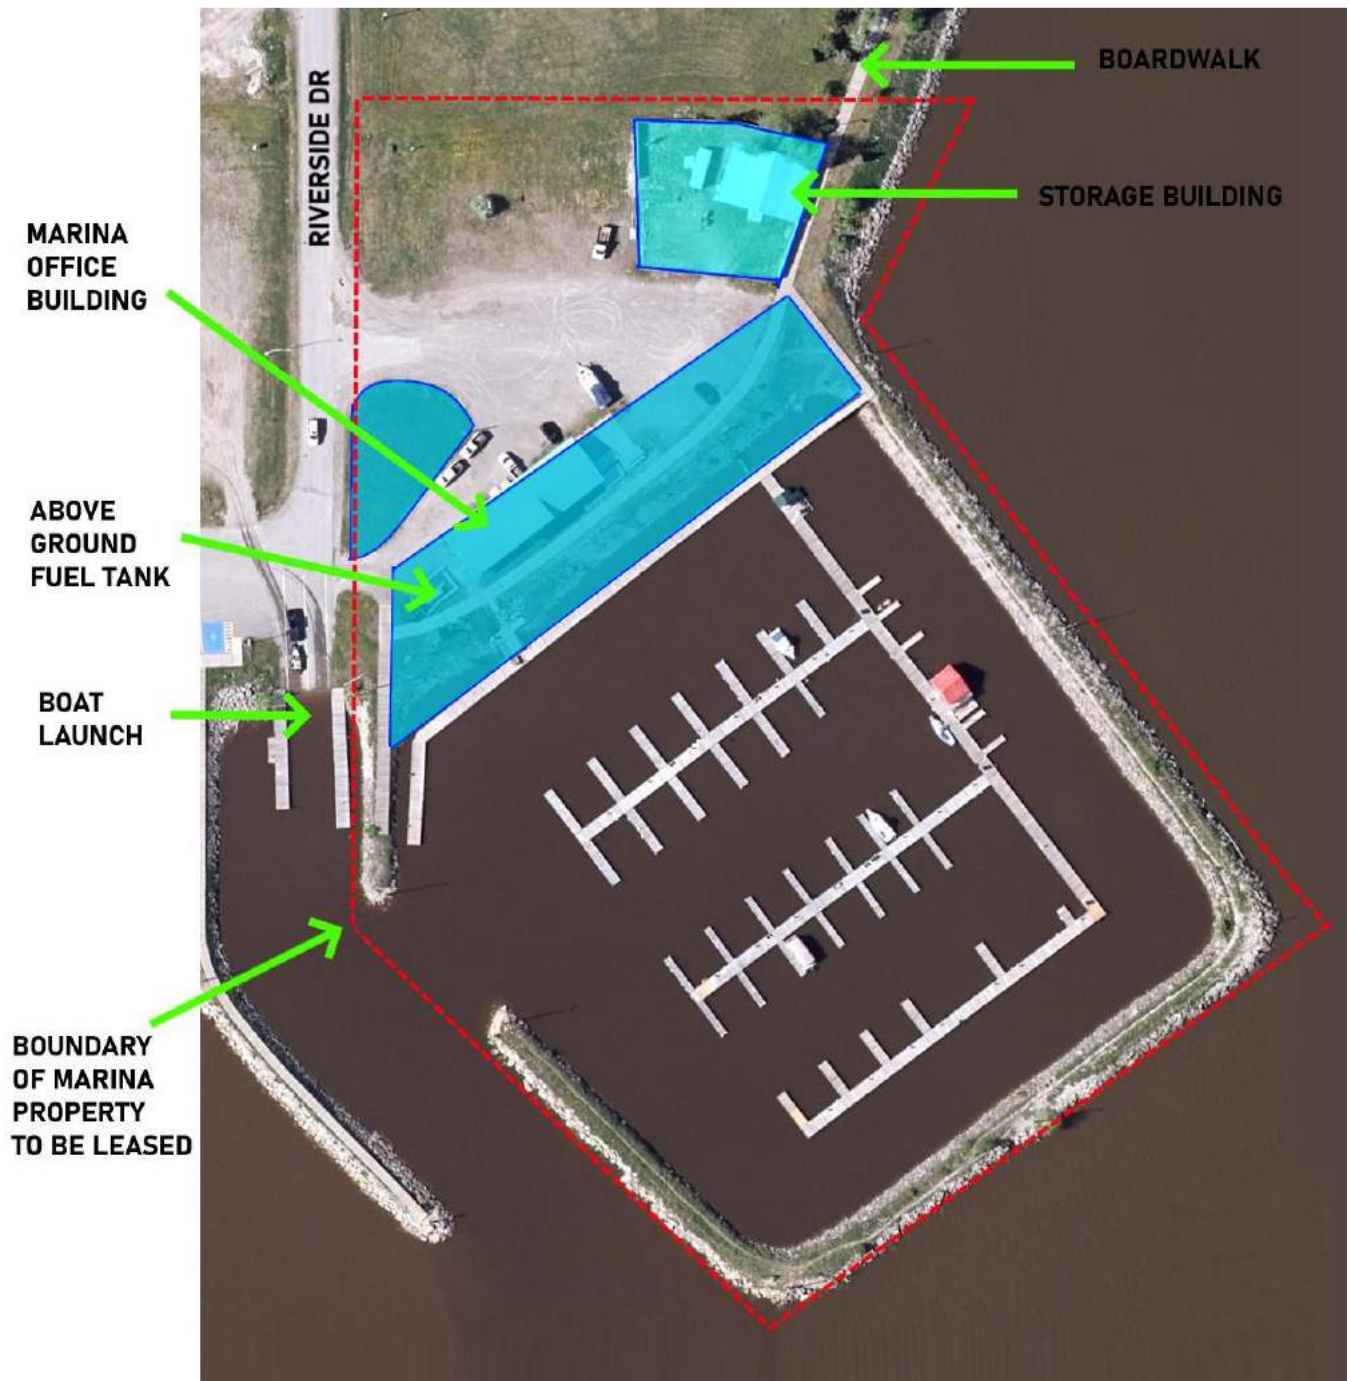 BOARDWALK
RIVERSIDE DR
STORAGE BUILDING
MARINA
OFFICE
BUILDING
ABOVE
GROUND
FUEL TANK
BOAT
LAUNCH
BOUNDARY
OF MARINA
PROPERTY
TO BE LEASED